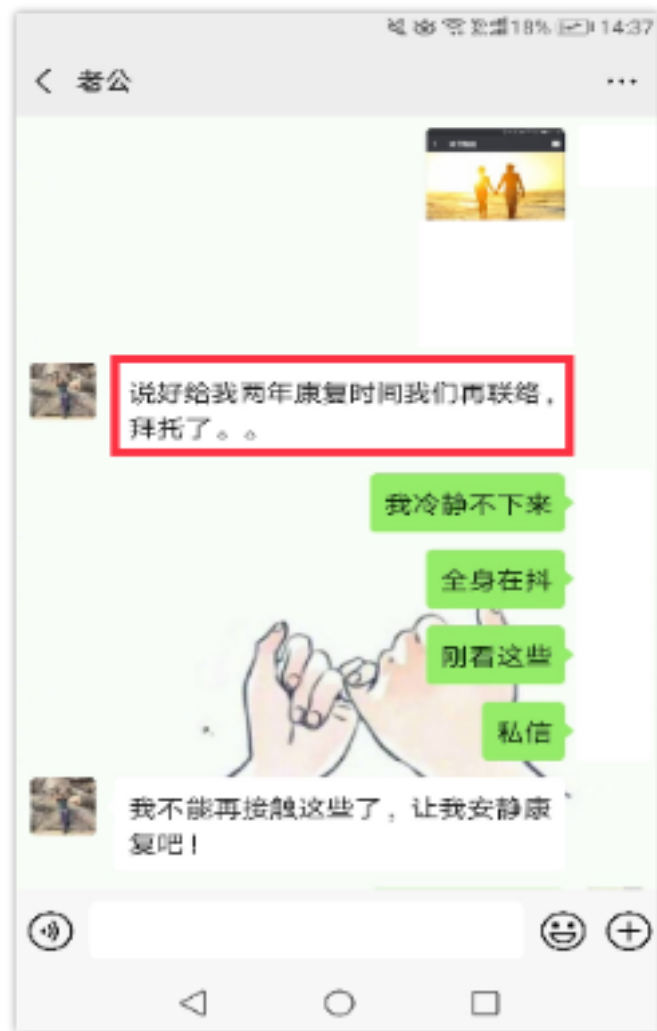 18% 14:37
老公
说好给我两年康复时间我们再联络，
拜托了。。
我冷静不下来
全身在抖
刚看这些
私信
我不能再接触这些了，让我安静康
复吧！